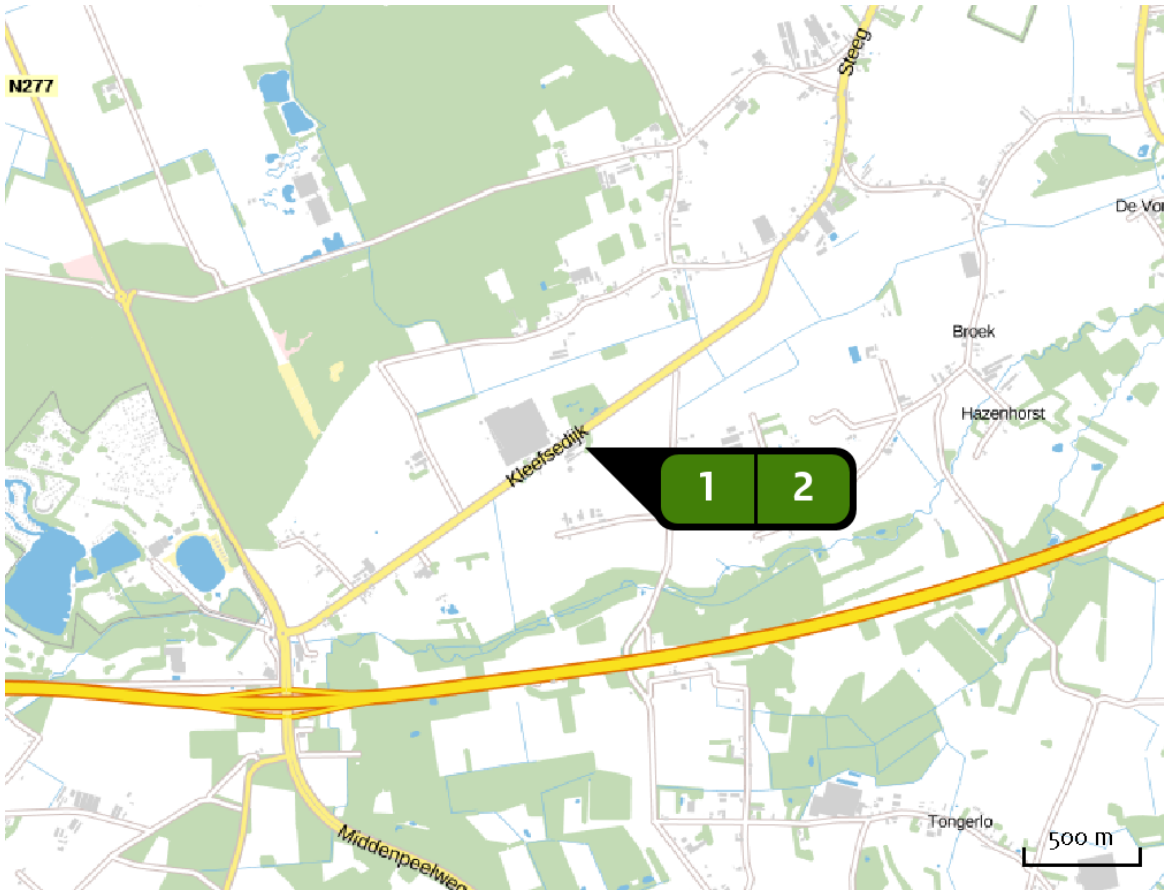 Steeg
N277
De Vor
Broek
Hazenhorst
Kleefsedijk
1 2
Tongerlo
500 m
Middenpeelweg